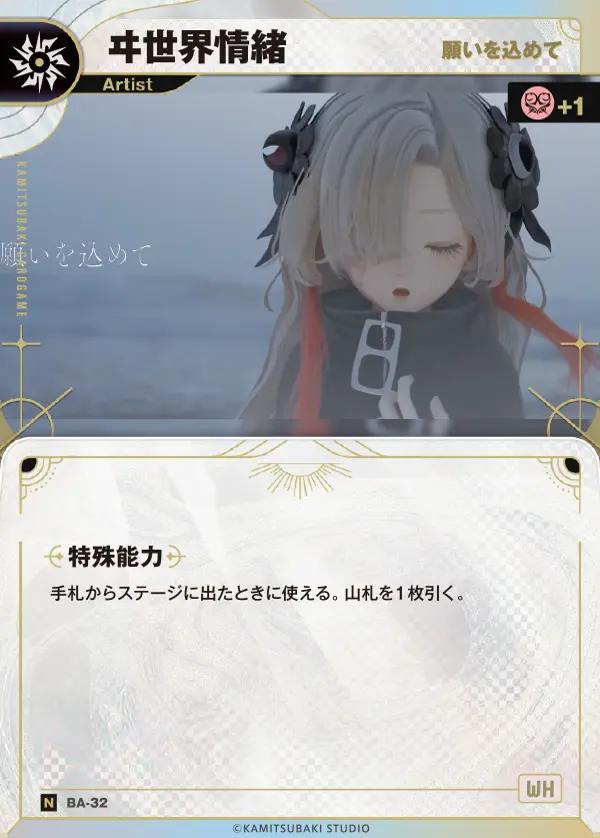 ヰ世界情緒
願いを込めて
Artist
+1
KAMITSUBAKI CARDGAME
願いを込めて
特殊能力
手札からステージに出たときに使える。山札を1枚引く。
N BA-32
WH
©KAMITSUBAKI STUDIO